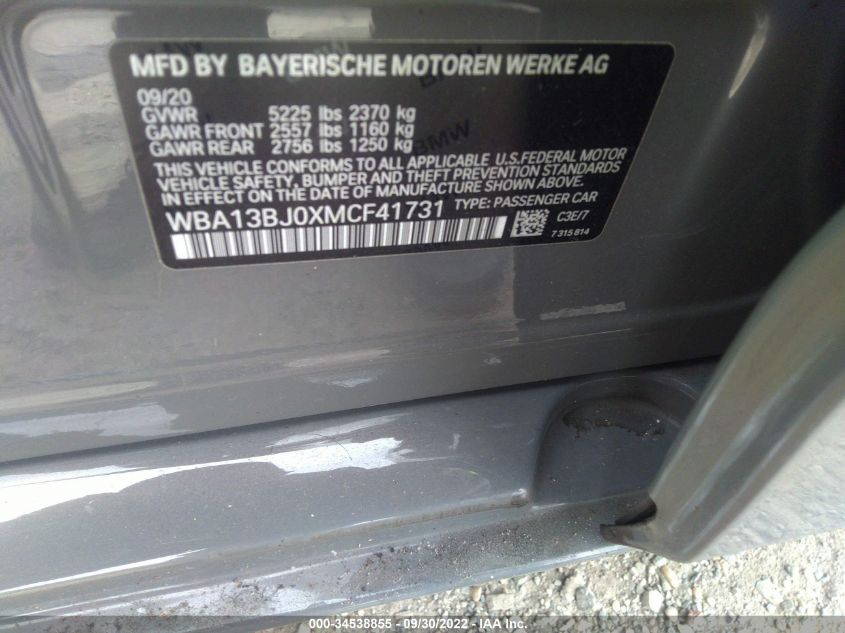 MFD BY BAYERISCHE MOTOREN WERKE AG
09/20
GVWR 5225 lbs 2370 kg
GAWR FRONT 2557 lbs 1160 kg
GAWR REAR 2756 lbs 1250 kg
THIS VEHICLE CONFORMS TO ALL APPLICABLE U.S.FEDERAL MOTOR
VEHICLE SAFETY, BUMPER AND THEFT PREVENTION STANDARDS
IN EFFECT ON THE DATE OF MANUFACTURE SHOWN ABOVE.
WBA13BJ0XMCF41731 TYPE: PASSENGER CAR
C3E/7
7 315 814
BMW
000-34538855 - 09/30/2022 - IAA Inc.